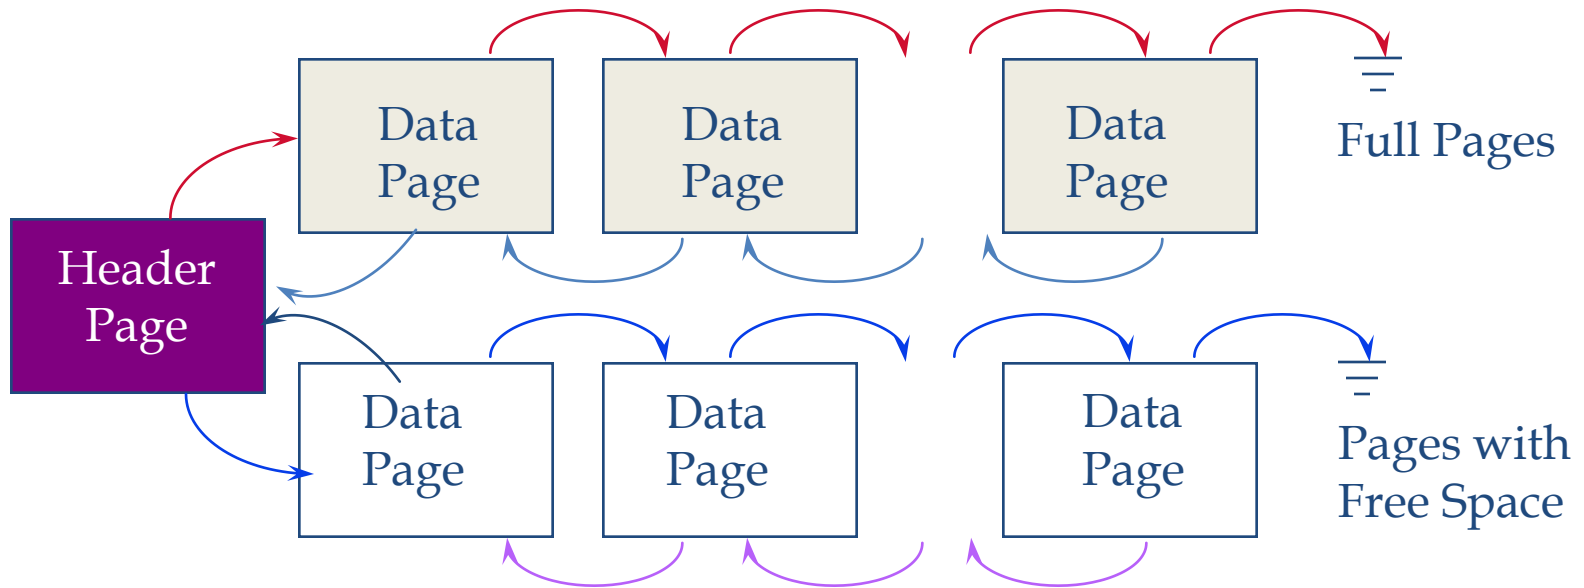 Data
Page
Data
Page
Data
Page
Full Pages
Header
Page
Data
Page
Data
Page
Data
Page
Pages with
Free Space